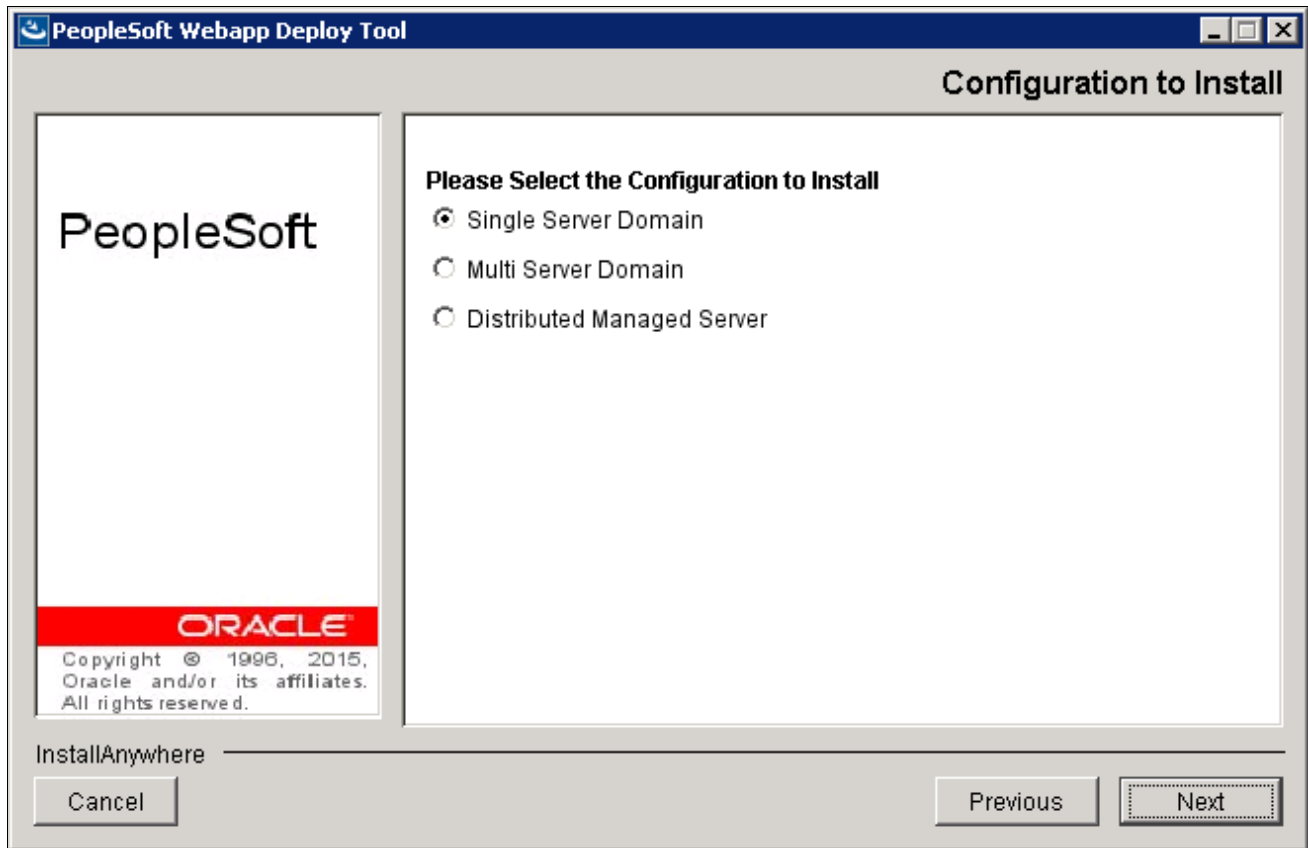 PeopleSoft Webapp Deploy Tool
Configuration to Install
PeopleSoft
ORACLE
Copyright © 1996, 2015,
Oracle and/or its affiliates.
All rights reserved.
Please Select the Configuration to Install
Single Server Domain
Multi Server Domain
Distributed Managed Server
InstallAnywhere
Cancel
Previous
Next